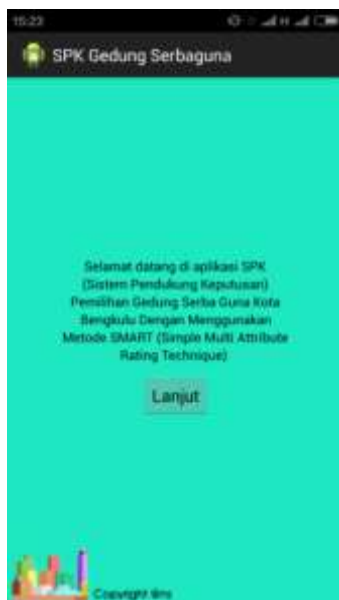 15:23
SPK Gedung Serbaguna
Selamat datang di aplikasi SPK
(Sistem Pendukung Keputusan)
Pemilihan Gedung Serba Guna Kota
Bengkulu Dengan Menggunakan
Metode SMART (Simple Multi Attribute
Rating Technique)
Lanjut
Copyright